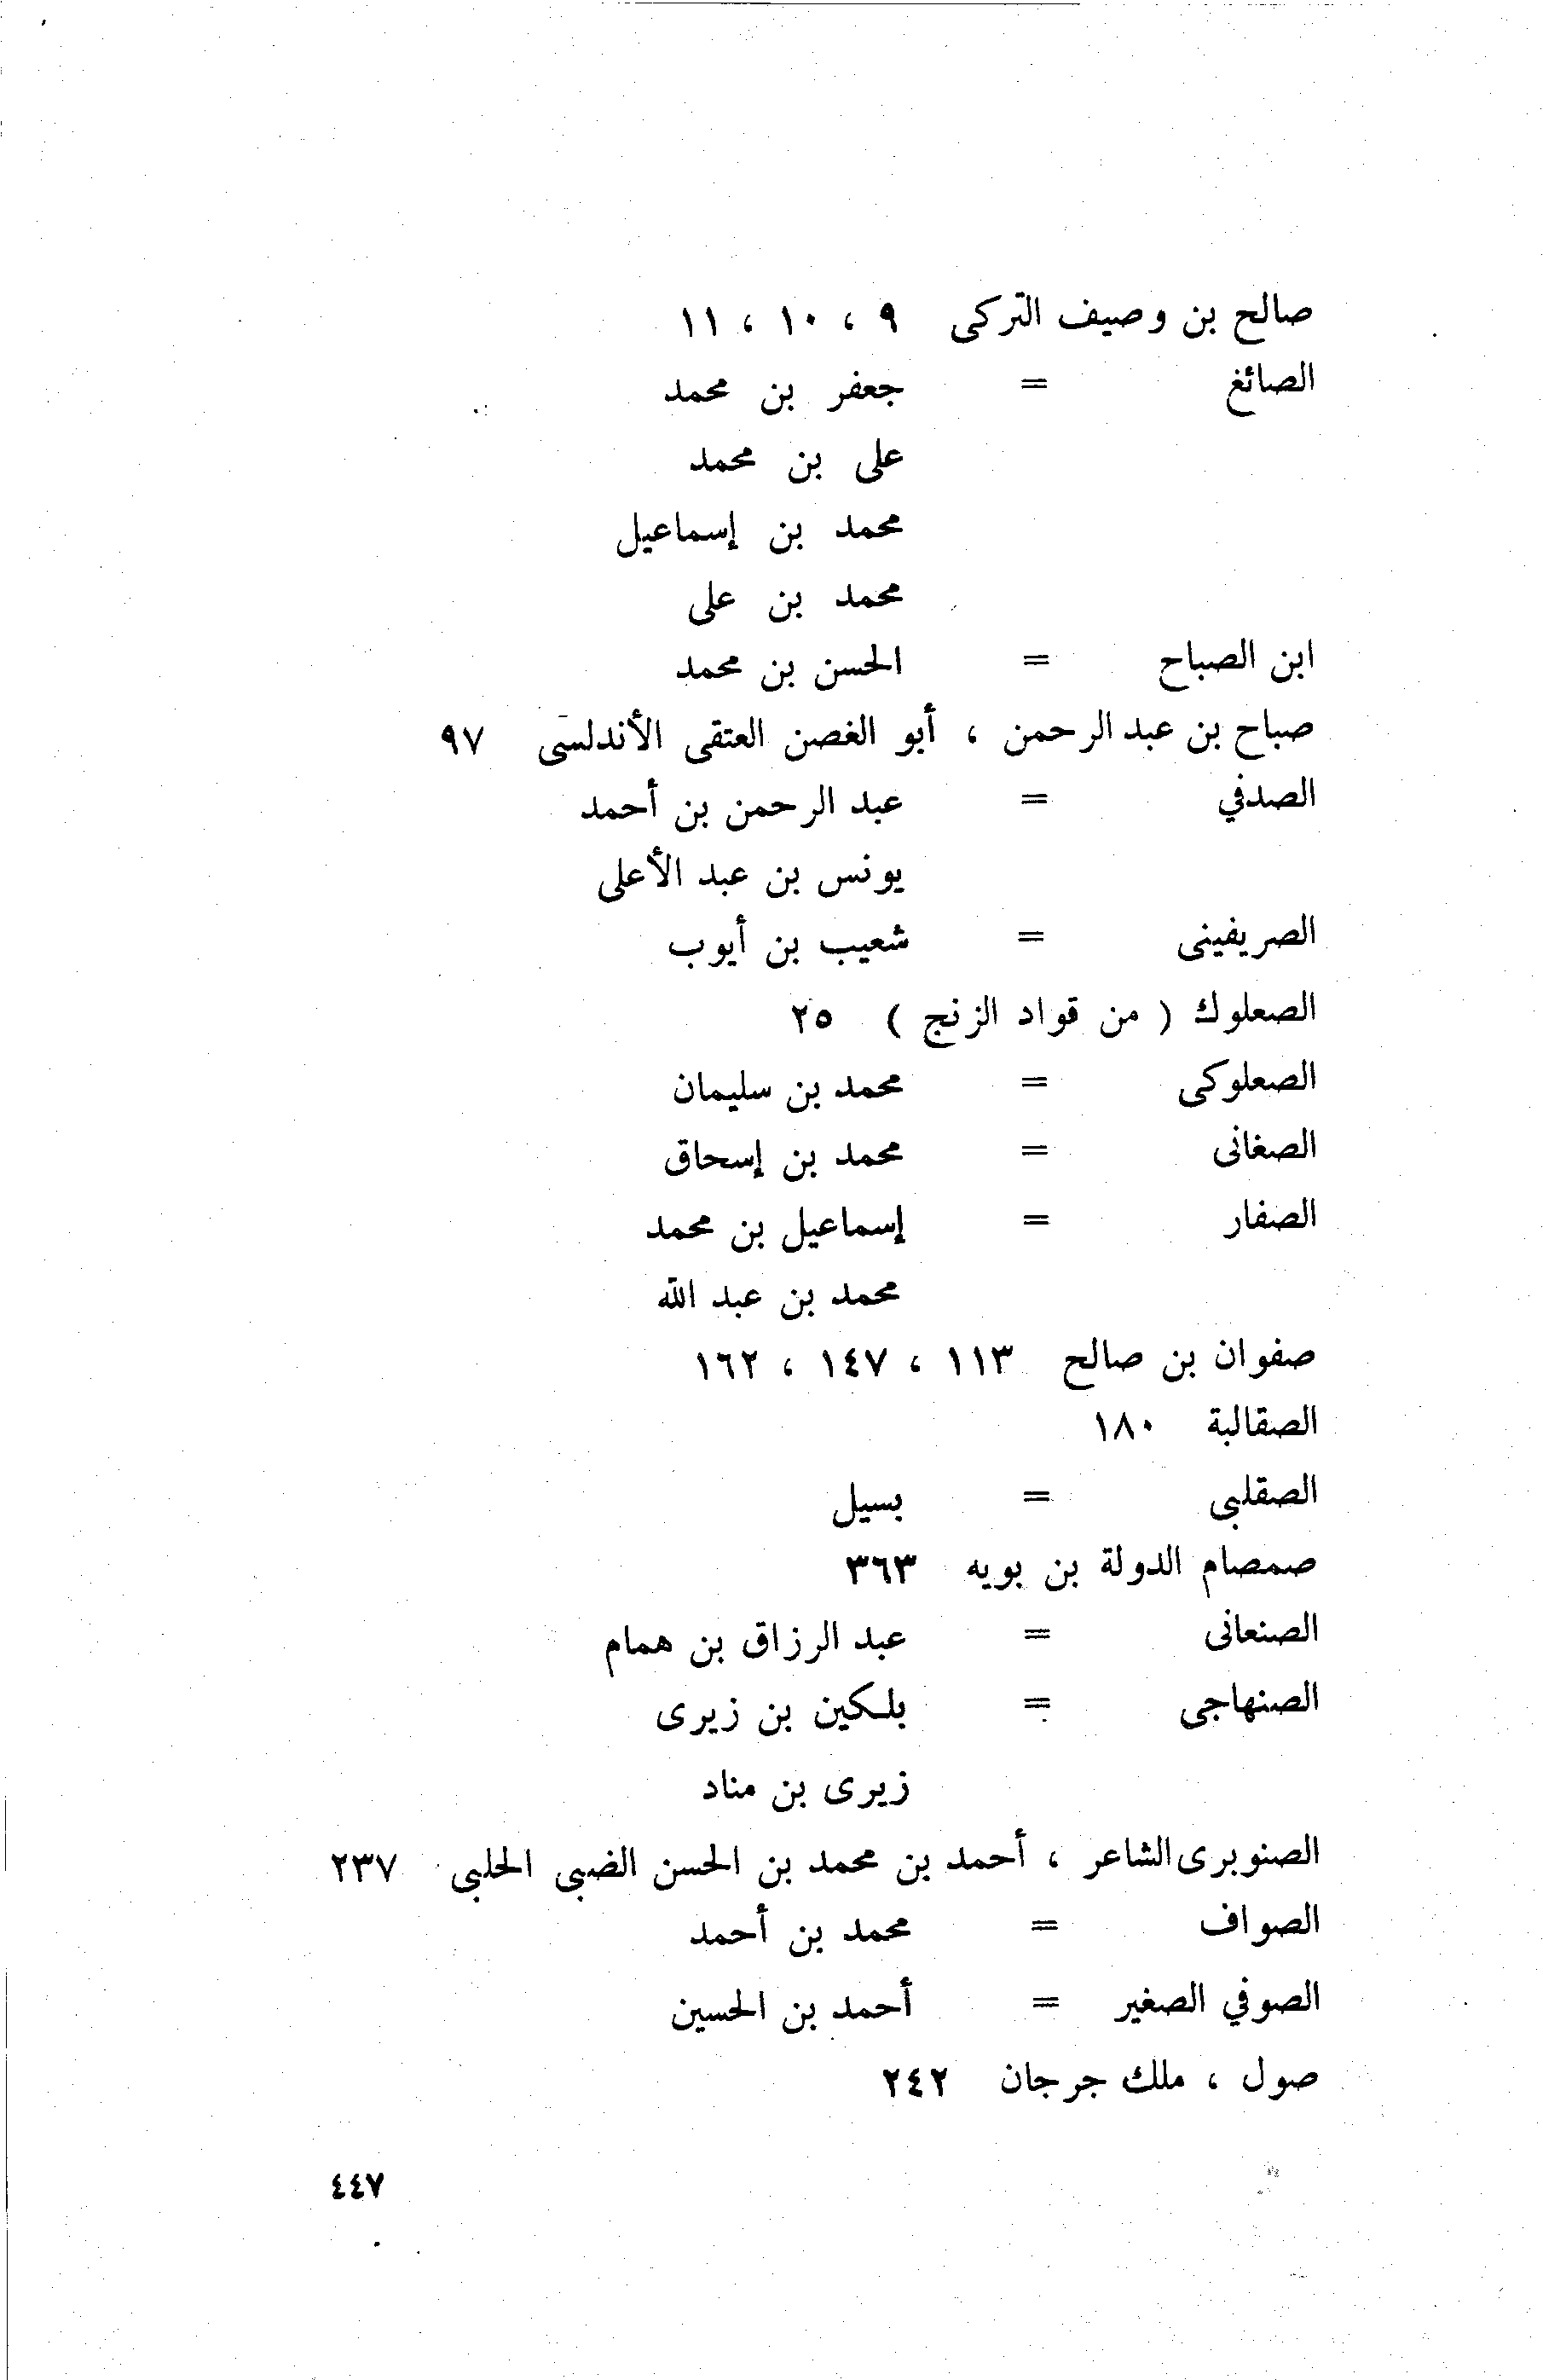 صالح بن وصيف التركى ٩ ، ١٠ ، ١١
الصائغ = جعفر بن محمد
على بن محمد
محمد بن إسماعيل
محمد بن على
ابن الصباح = الحسن بن محمد
صباح بن عبد الرحمن ، أبو الغصن العتقى الأندلسى ٩٧
الصدفي = عبد الرحمن بن أحمد
يونس بن عبد الأعلى
الصريفينى = شعيب بن أيوب
الصعلوك ( من قواد الزنج ) ٢٥
الصعلوكى = محمد بن سليمان
الصغانى = محمد بن إسحاق
الصفار = إسماعيل بن محمد
محمد بن عبد الله
صفوان بن صالح ١١٣ ، ١٤٧ ، ١٦٢
الصقالبة ١٨٠
الصقلبى = بسيل
صمصام الدولة بن بويه ٣٦٣
الصنعانى = عبد الرزاق بن همام
الصنهاجى = بلكين بن زيرى
زيرى بن مناد
الصنوبرى الشاعر ، أحمد بن محمد بن الحسن الضبى الحلبى ٢٣٧
الصواف = محمد بن أحمد
الصوفي الصغير = أحمد بن الحسين
صول ، ملك جرجان ٢٤٢
٤٤٧